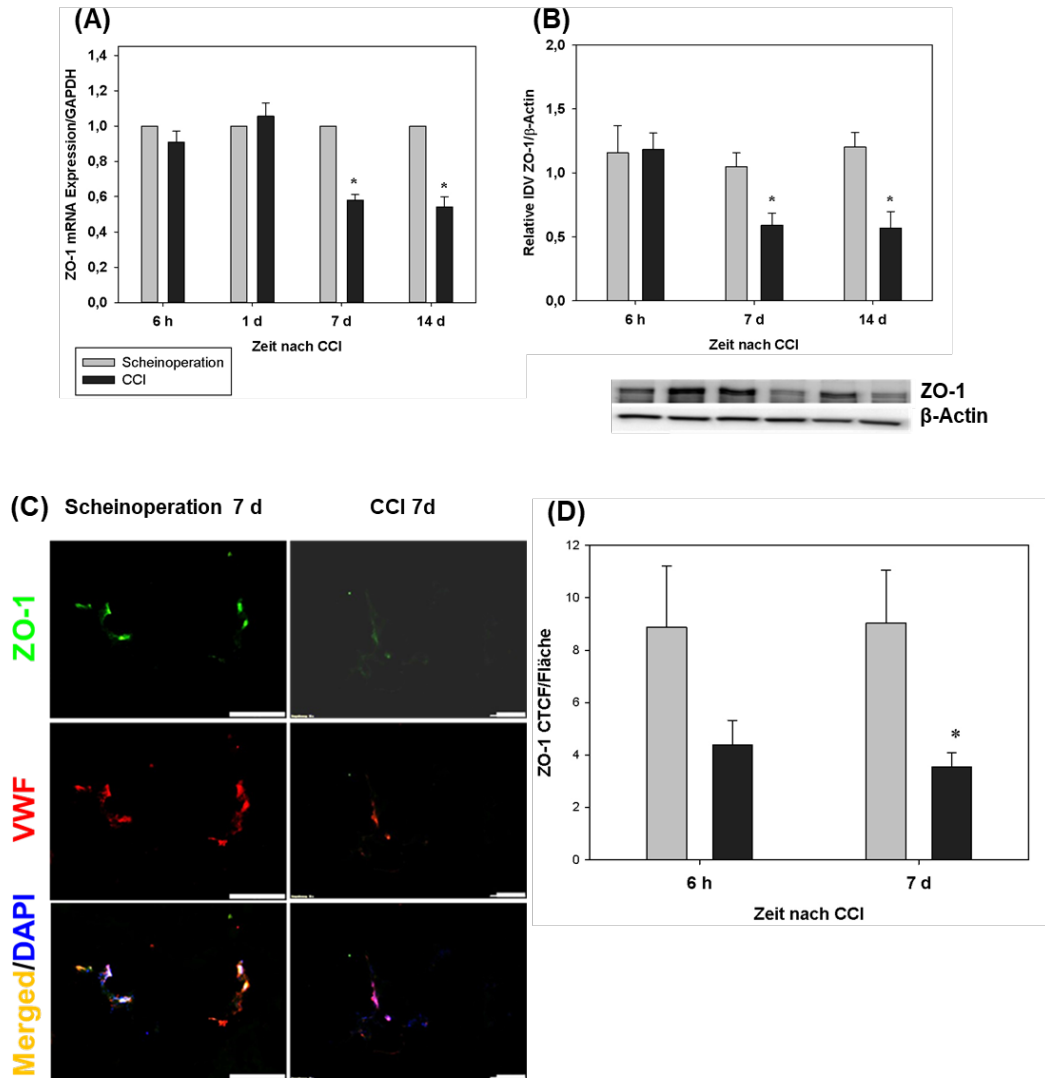 (A)
ZO-1 mRNA Expression/GAPDH
1,4
1,2
1,0
0,8
0,6
0,4
0,2
0,0
*
*
6 h 1 d 7 d 14 d
Zeit nach CCI
Scheinoperation
CCI
(B)
Relative IDV ZO-1/β-Actin
2,0
1,5
1,0
0,5
0,0
*
*
6 h 7 d 14 d
Zeit nach CCI
ZO-1
β-Actin
(C)
Scheinoperation 7 d
CCI 7d
ZO-1
VWF
Merged/DAPI
(D)
ZO-1 CTCF/Fläche
12
10
8
6
4
2
0
*
6 h 7 d
Zeit nach CCI